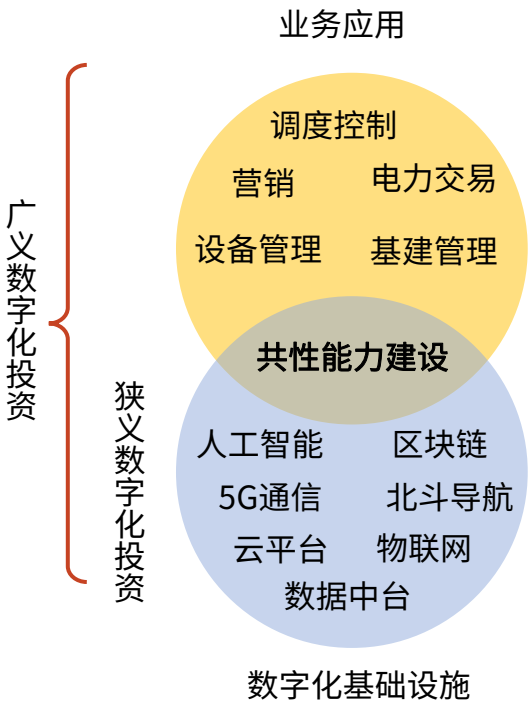 业务应用
调度控制
营销 电力交易
设备管理 基建管理
广义数字化投资
共性能力建设
狭义数字化投资
人工智能 区块链
5G通信 北斗导航
云平台 物联网
数据中台
数字化基础设施